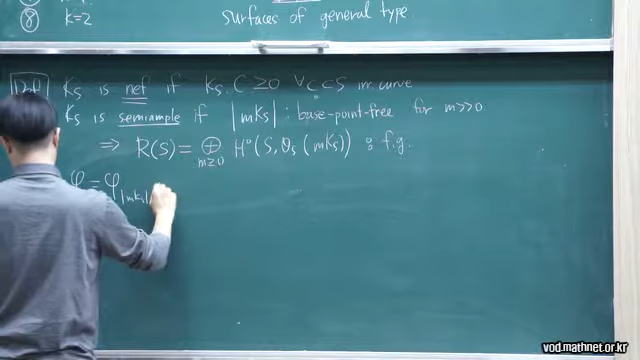 ⑧ k=2
surfaces of general type
Def K_S is nef if K_S.C ≥0 ∀C⊂S irr. curve
K_S is semiample if |mK_S| : base-point-free for m>>0
⇒ R(S)= ⊕_{m≥0} H⁰(S, O_S(mK_S)) : f.g.
φ = φ_{|mK_S|}
vod.mathnet.or.kr